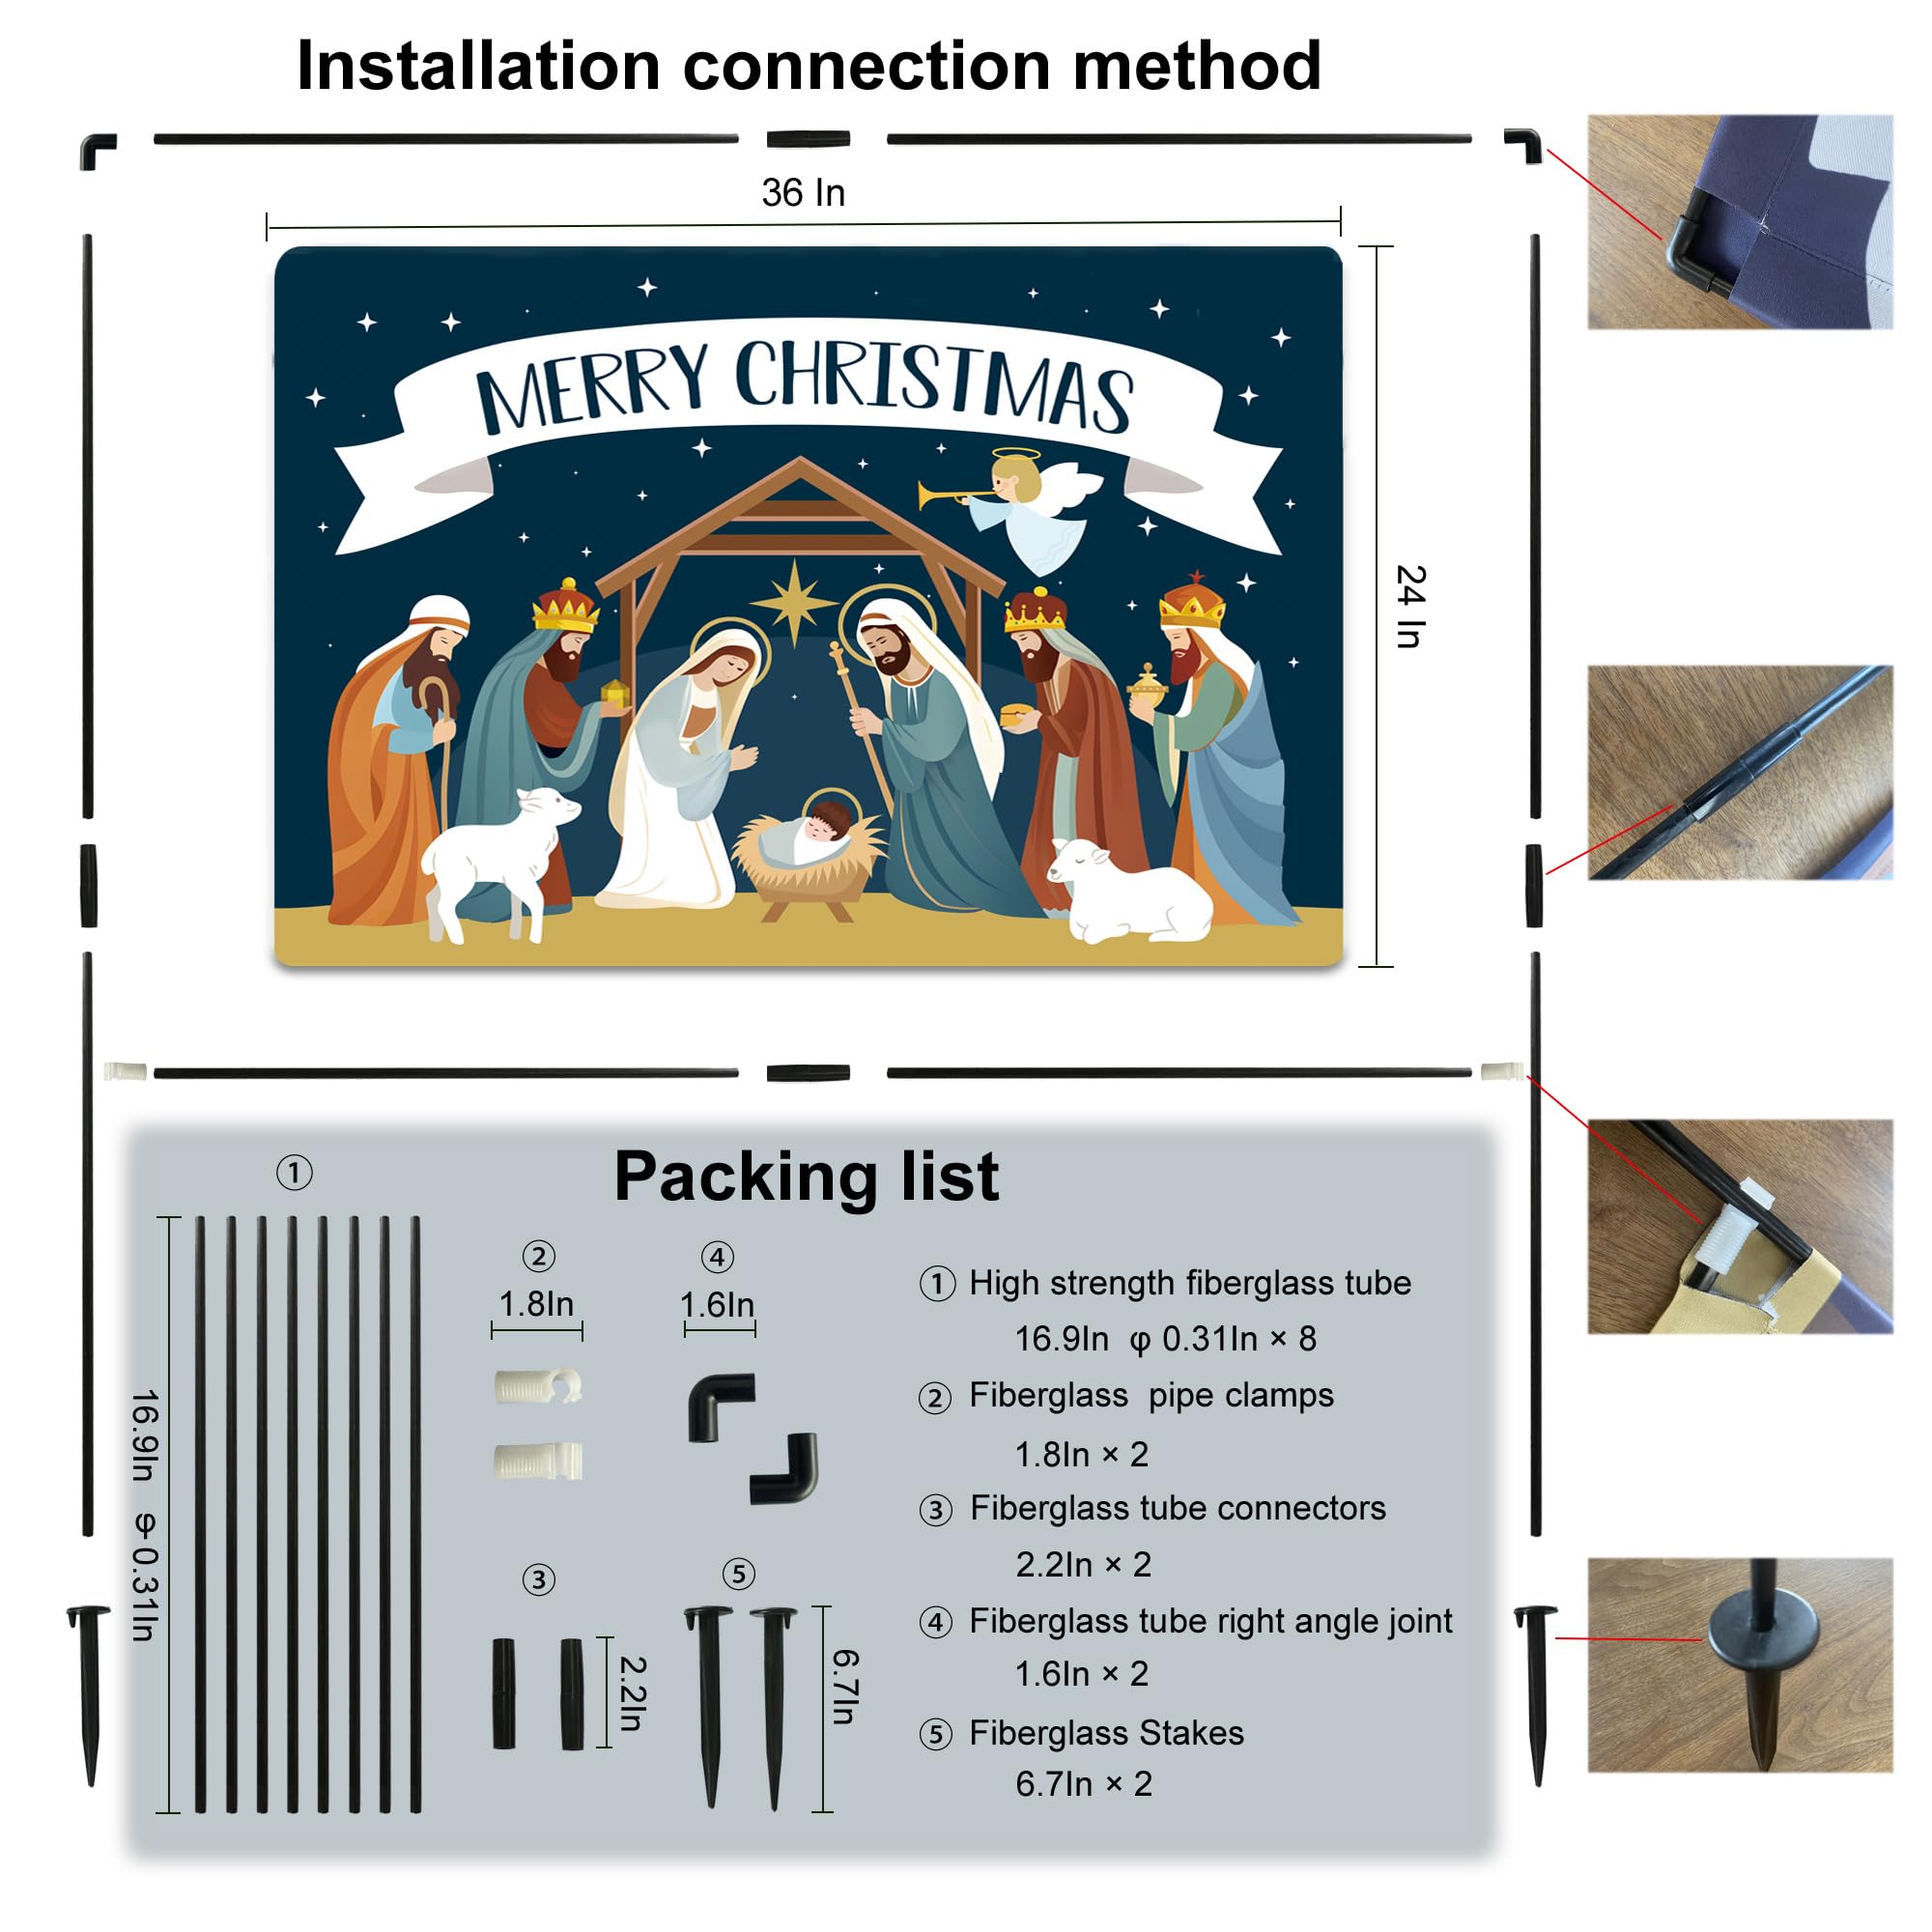 Installation connection method
36 In
MERRY CHRISTMAS
24 In
Packing list
①
16.9In φ 0.31In
②
1.8In
④
1.6In
③
2.2In
⑤
6.7In
① High strength fiberglass tube
16.9In φ 0.31In × 8
② Fiberglass pipe clamps
1.8In × 2
③ Fiberglass tube connectors
2.2In × 2
④ Fiberglass tube right angle joint
1.6In × 2
⑤ Fiberglass Stakes
6.7In × 2